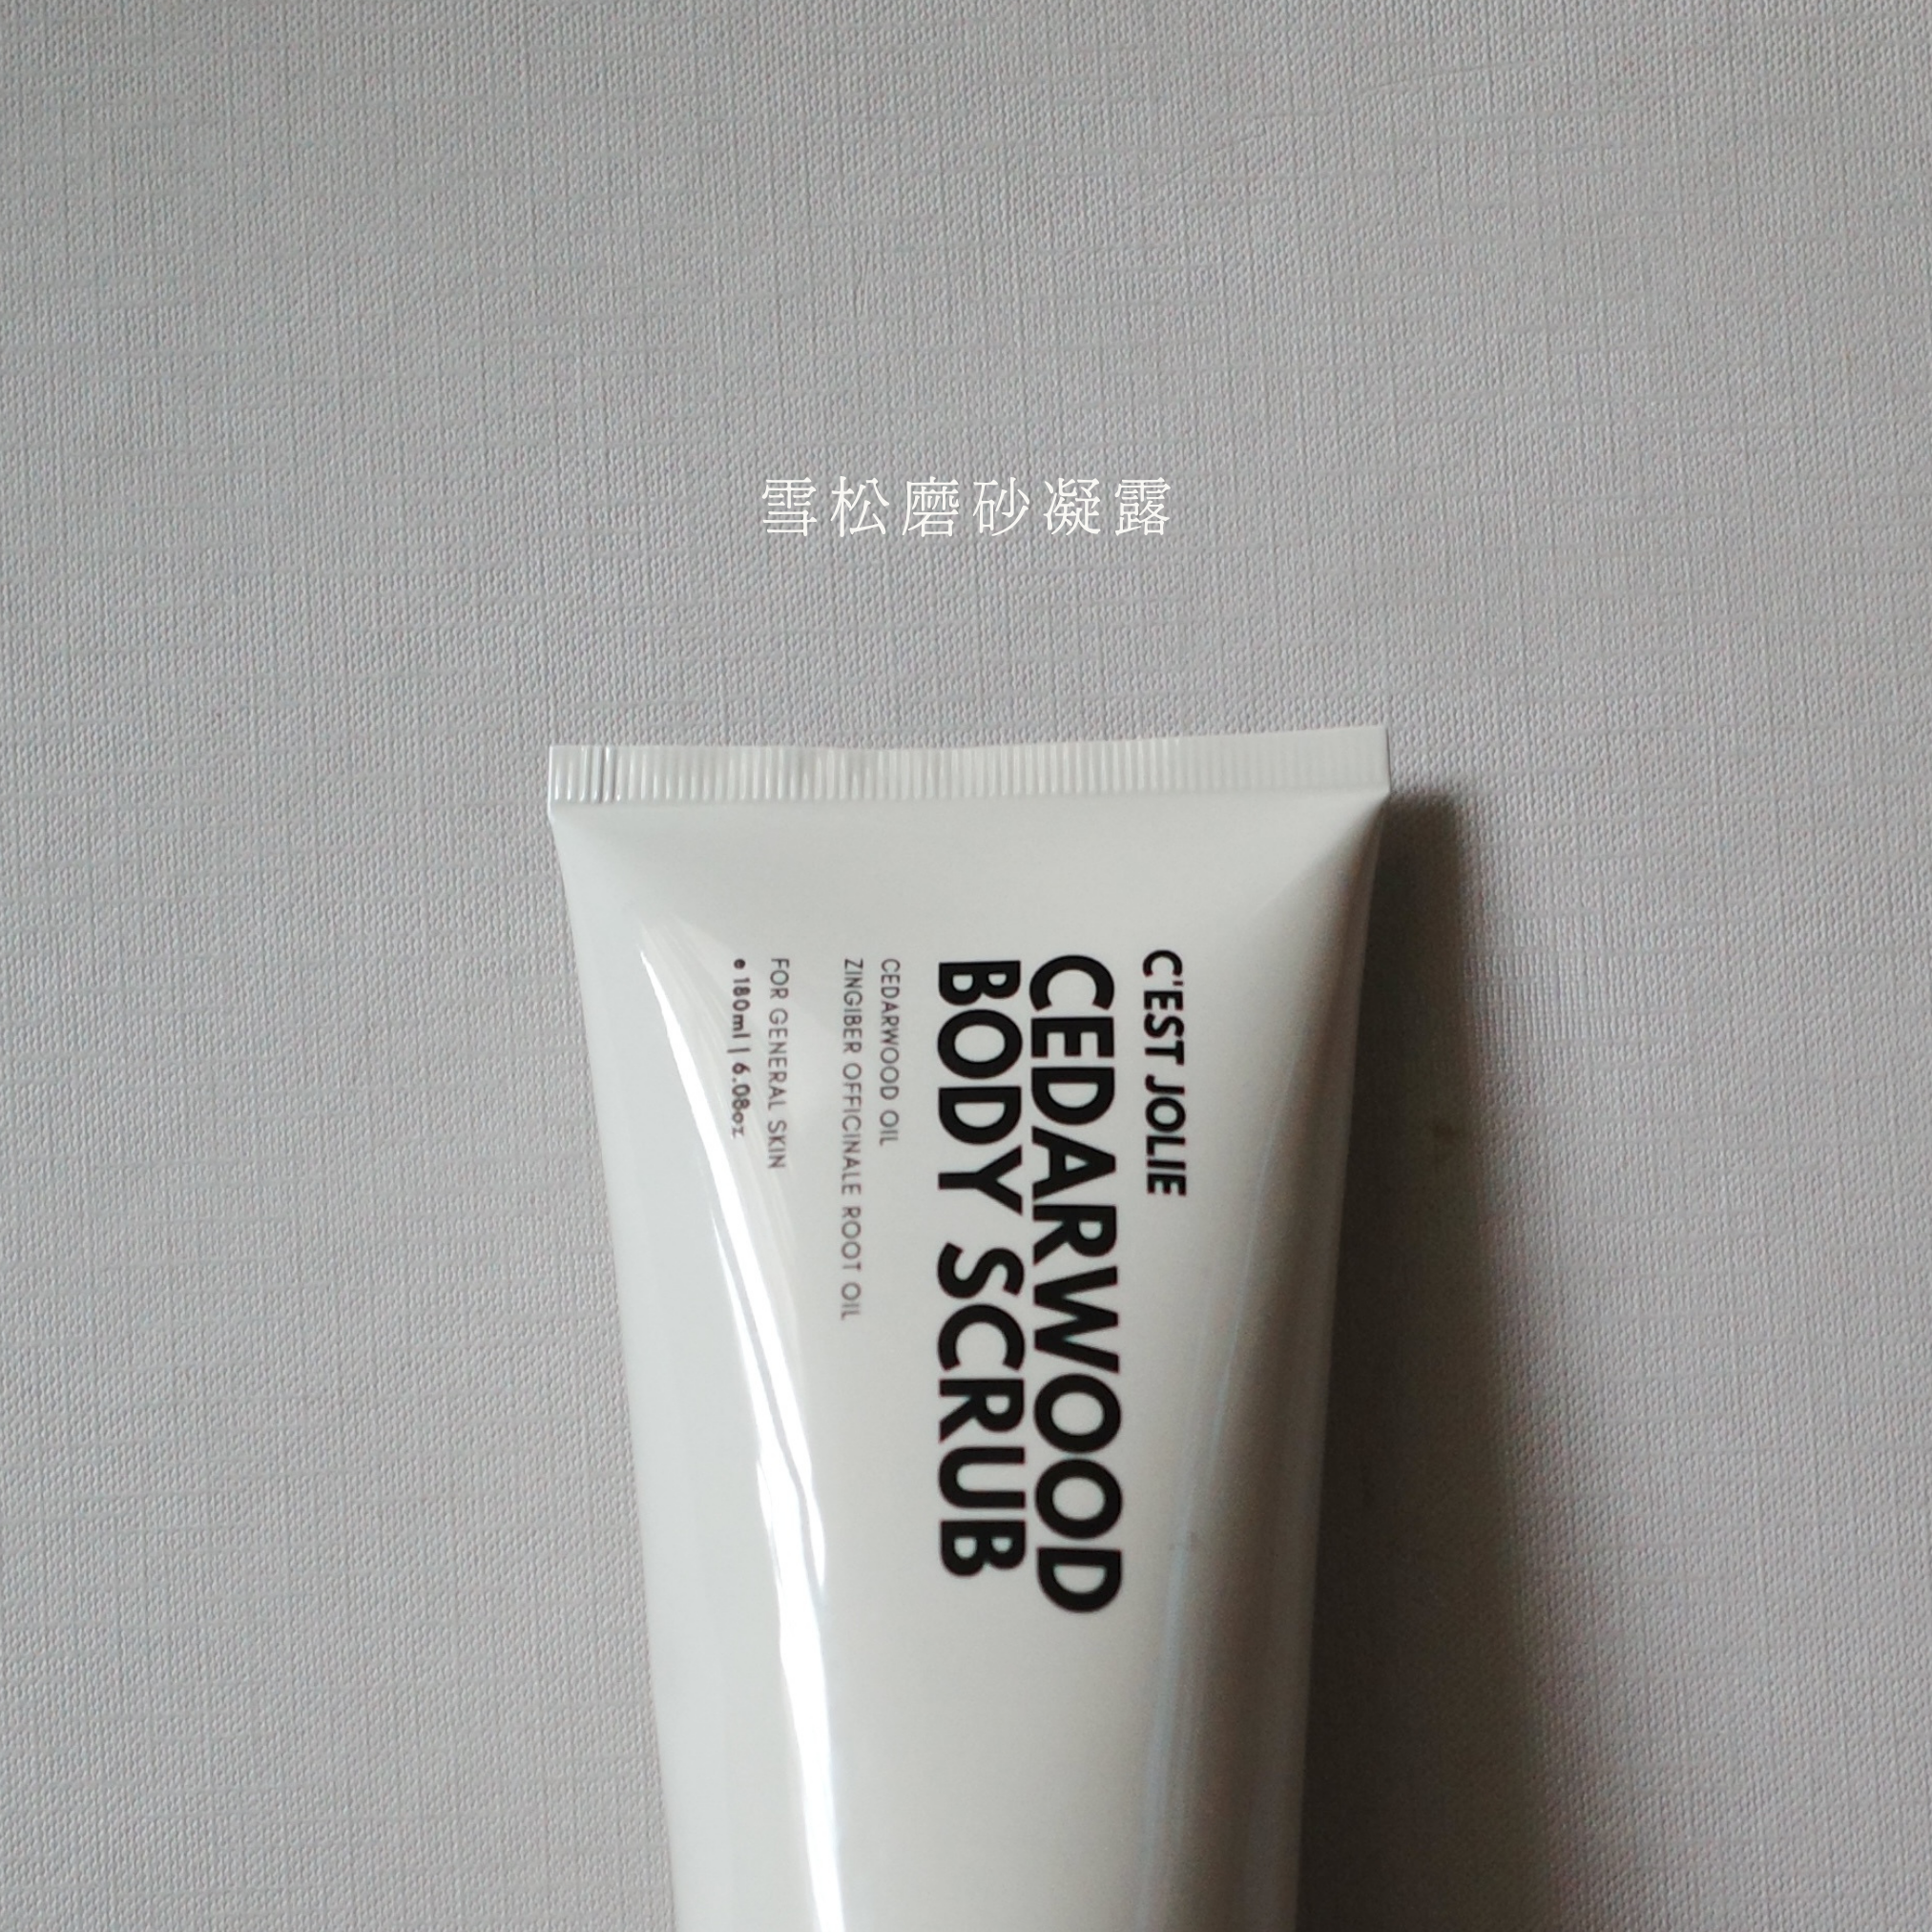 雪松磨砂凝露
C'EST JOLIE
CEDARWOOD
BODY SCRUB
CEDARWOOD OIL
ZINGIBER OFFICINALE ROOT OIL
FOR GENERAL SKIN
e 180ml | 6.08oz